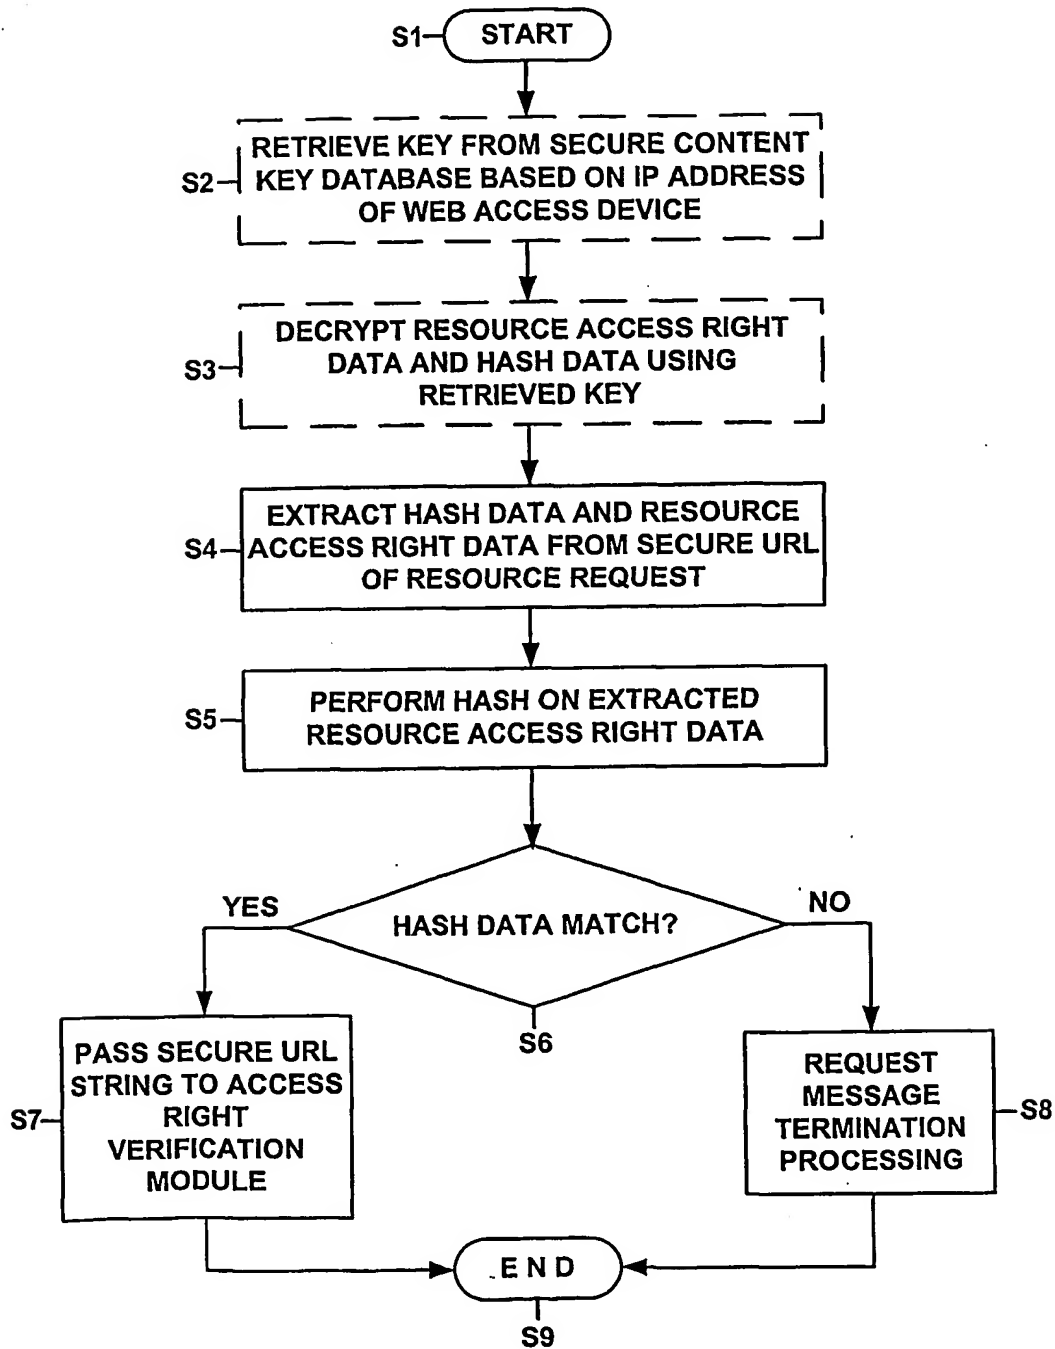 S1
START
RETRIEVE KEY FROM SECURE CONTENT
KEY DATABASE BASED ON IP ADDRESS
OF WEB ACCESS DEVICE
S2
DECRYPT RESOURCE ACCESS RIGHT
DATA AND HASH DATA USING
RETRIEVED KEY
S3
EXTRACT HASH DATA AND RESOURCE
ACCESS RIGHT DATA FROM SECURE URL
OF RESOURCE REQUEST
S4
PERFORM HASH ON EXTRACTED
RESOURCE ACCESS RIGHT DATA
S5
YES
HASH DATA MATCH?
NO
S6
PASS SECURE URL
STRING TO ACCESS
RIGHT
VERIFICATION
MODULE
S7
REQUEST
MESSAGE
TERMINATION
PROCESSING
S8
END
S9